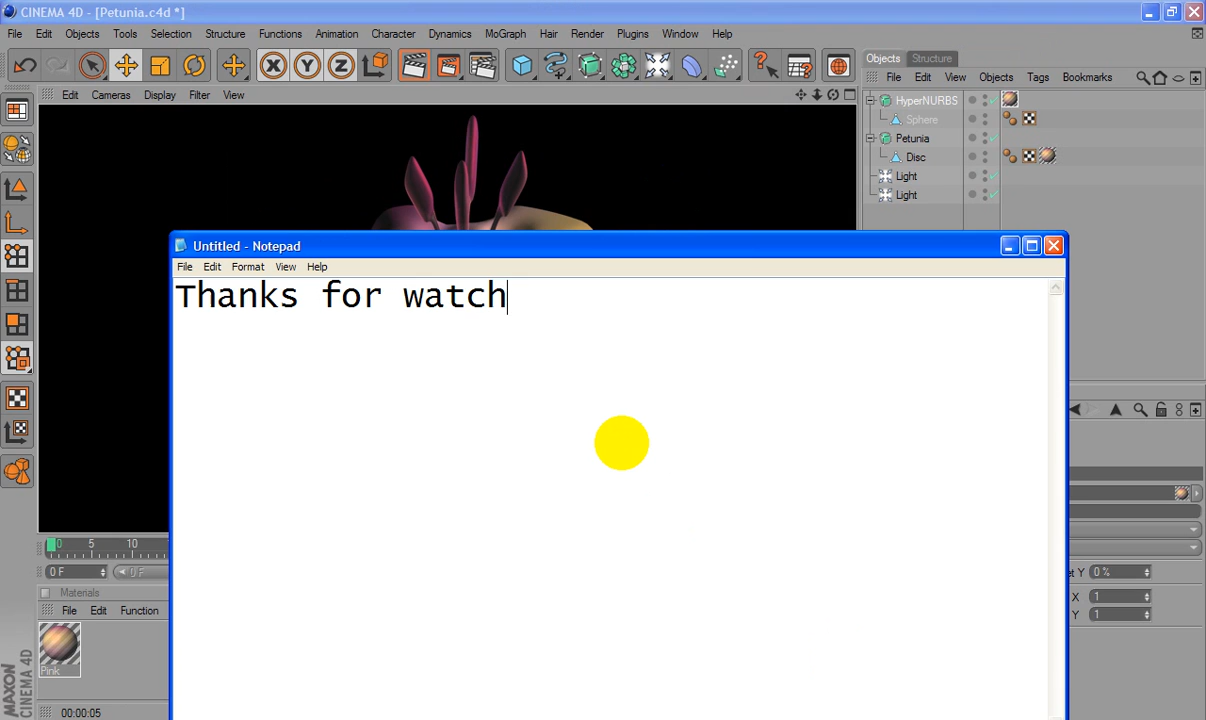 CINEMA 4D - [Petunia.c4d *]
File Edit Objects Tools Selection Structure Functions Animation Character Dynamics MoGraph Hair Render Plugins Window Help
Objects Structure
File Edit View Objects Tags Bookmarks
Edit Cameras Display Filter View
HyperNURBS
Sphere
Petunia
Disc
Light
Light
Untitled - Notepad
File Edit Format View Help
Thanks for watch
0 5 10
0 F 0 F
Materials
File Edit Function
Pink
et Y 0 %
X 1
Y 1
MAXON
CINEMA 4D
00:00:05